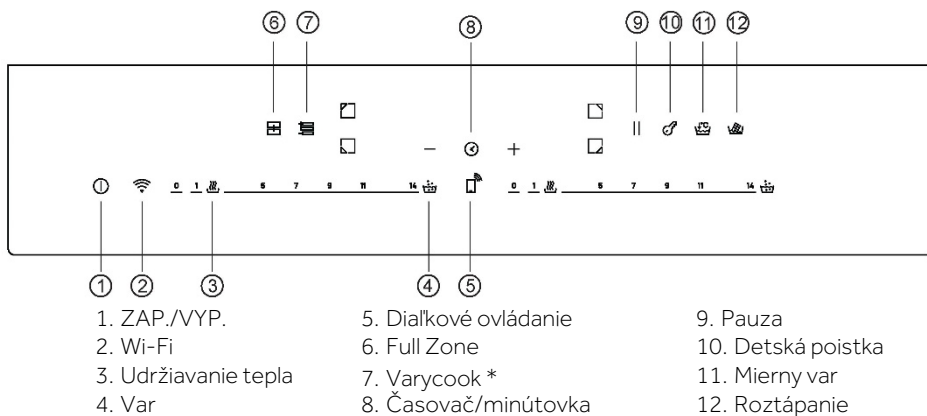 ⑥ ⑦ ⑧ ⑨ ⑩ ⑪ ⑫
− +
0 1 5 7 9 11 14 0 1 5 7 9 11 14
① ② ③ ④ ⑤
1. ZAP./VYP.
2. Wi-Fi
3. Udržiavanie tepla
4. Var
5. Diaľkové ovládanie
6. Full Zone
7. Varycook *
8. Časovač/minútovka
9. Pauza
10. Detská poistka
11. Mierny var
12. Roztápanie